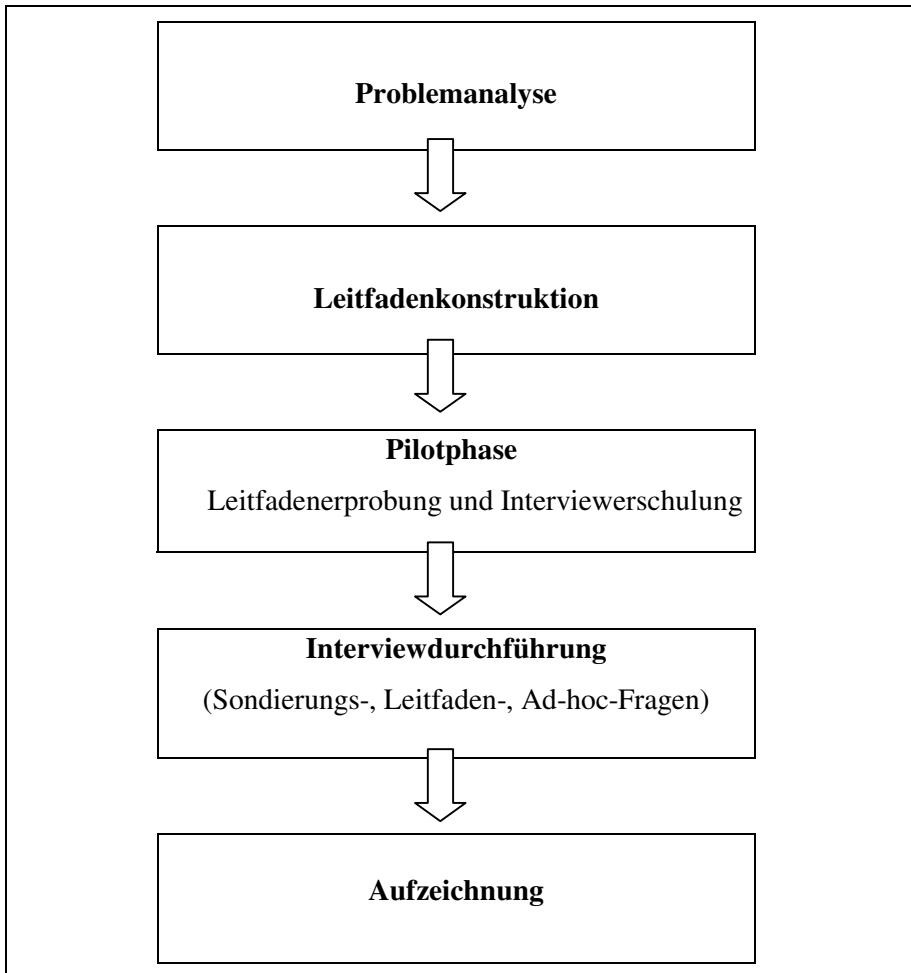 Problemanalyse
Leitfadenkonstruktion
Pilotphase
Leitfadenerprobung und Interviewerschulung
Interviewdurchführung
(Sondierungs-, Leitfaden-, Ad-hoc-Fragen)
Aufzeichnung